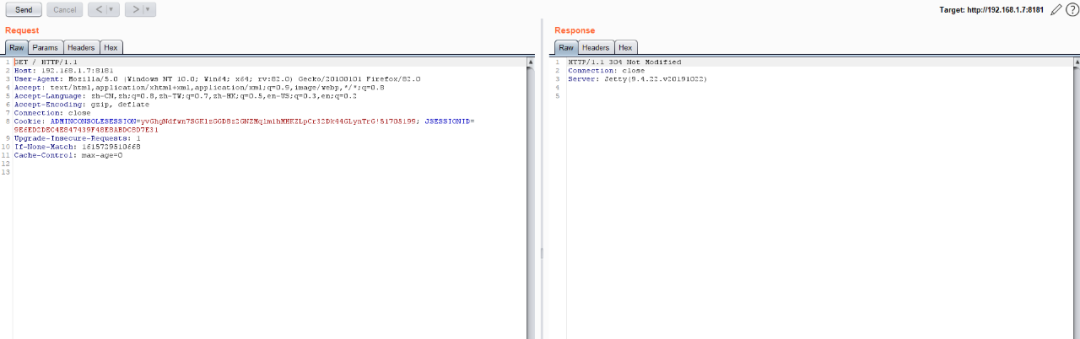 Send Cancel < > Target: http://192.168.1.7:8181
Request
Raw Params Headers Hex
1 GET / HTTP/1.1
2 Host: 192.168.1.7:8181
3 User-Agent: Mozilla/5.0 (Windows NT 10.0; Win64; x64; rv:82.0) Gecko/20100101 Firefox/82.0
4 Accept: text/html,application/xhtml+xml,application/xml;q=0.9,image/webp,*/*;q=0.8
5 Accept-Language: zh-CN,zh;q=0.8,zh-TW;q=0.7,zh-HK;q=0.5,en-US;q=0.3,en;q=0.2
6 Accept-Encoding: gzip, deflate
7 Connection: close
8 Cookie: JSESSIONID=
9 Upgrade-Insecure-Requests: 1
10 If-None-Match: 1615729510668
11 Cache-Control: max-age=0
12
13
Response
Raw Headers Hex
1 HTTP/1.1 304 Not Modified
2 Connection: close
3 Server: Jetty(9.4.22.v20191022)
4
5